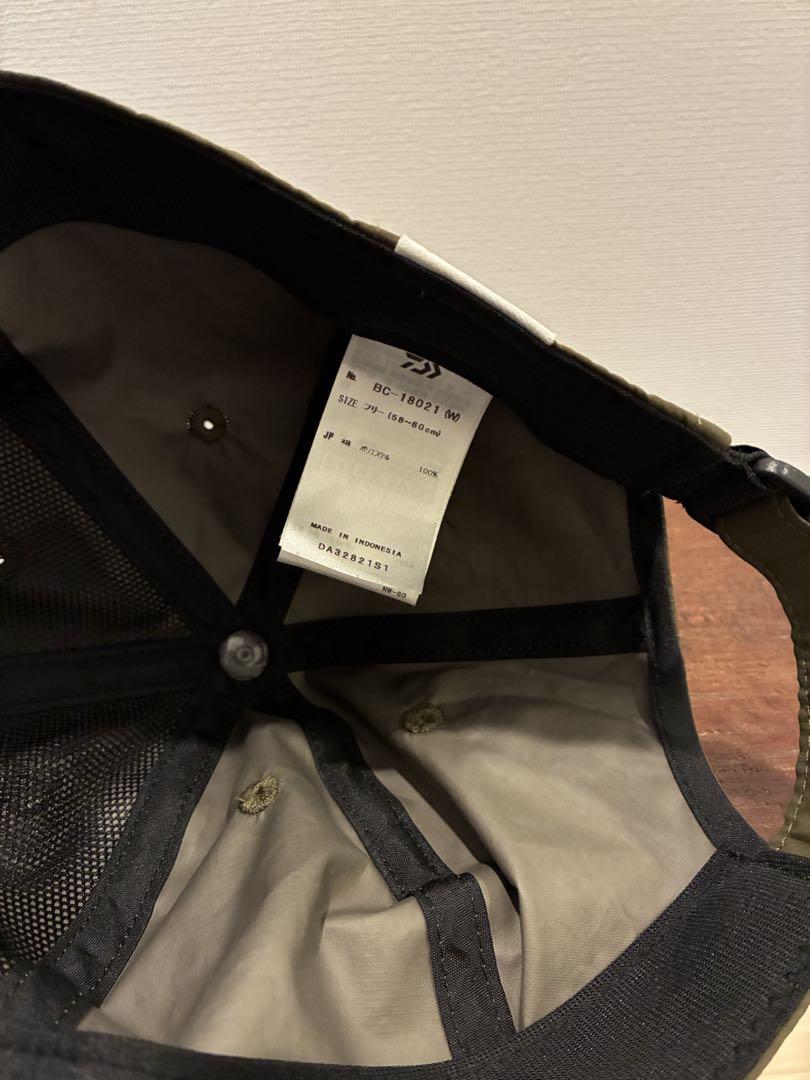 No. BC-18021 (W)
SIZE フリー (58~60cm)
JP 本体 ポリエステル 100%
MADE IN INDONESIA
DA32821S1
NW-60